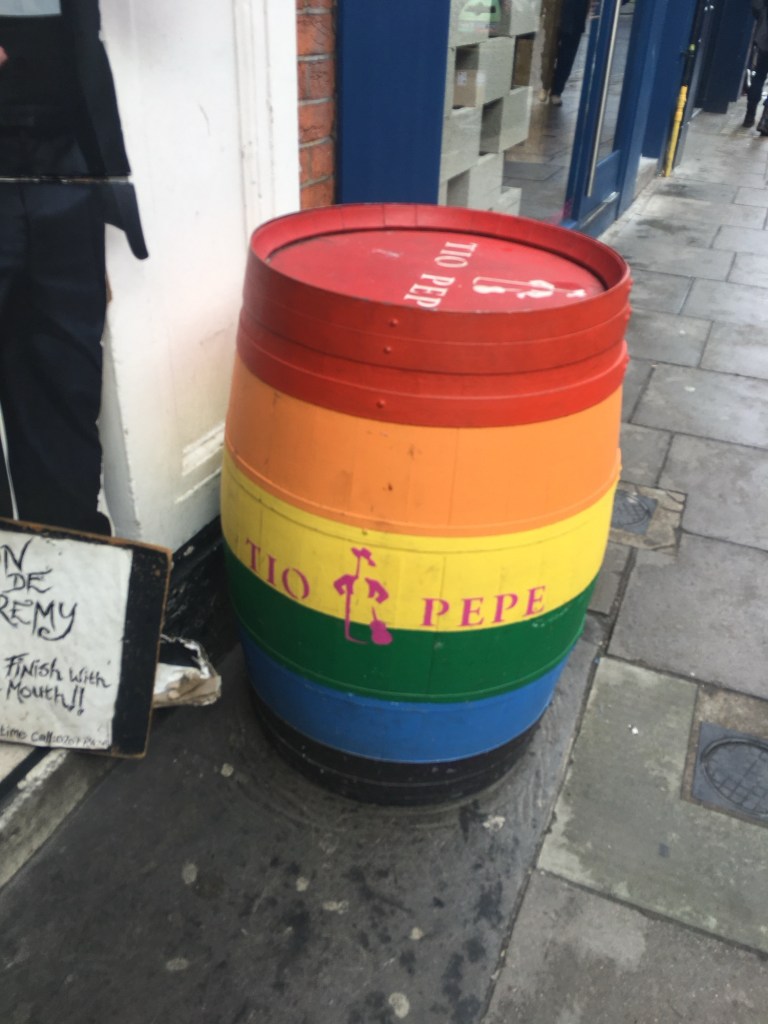 TIO PEPE
TIO PEPE
N
DE
REMY
Finish with
Mouth!!